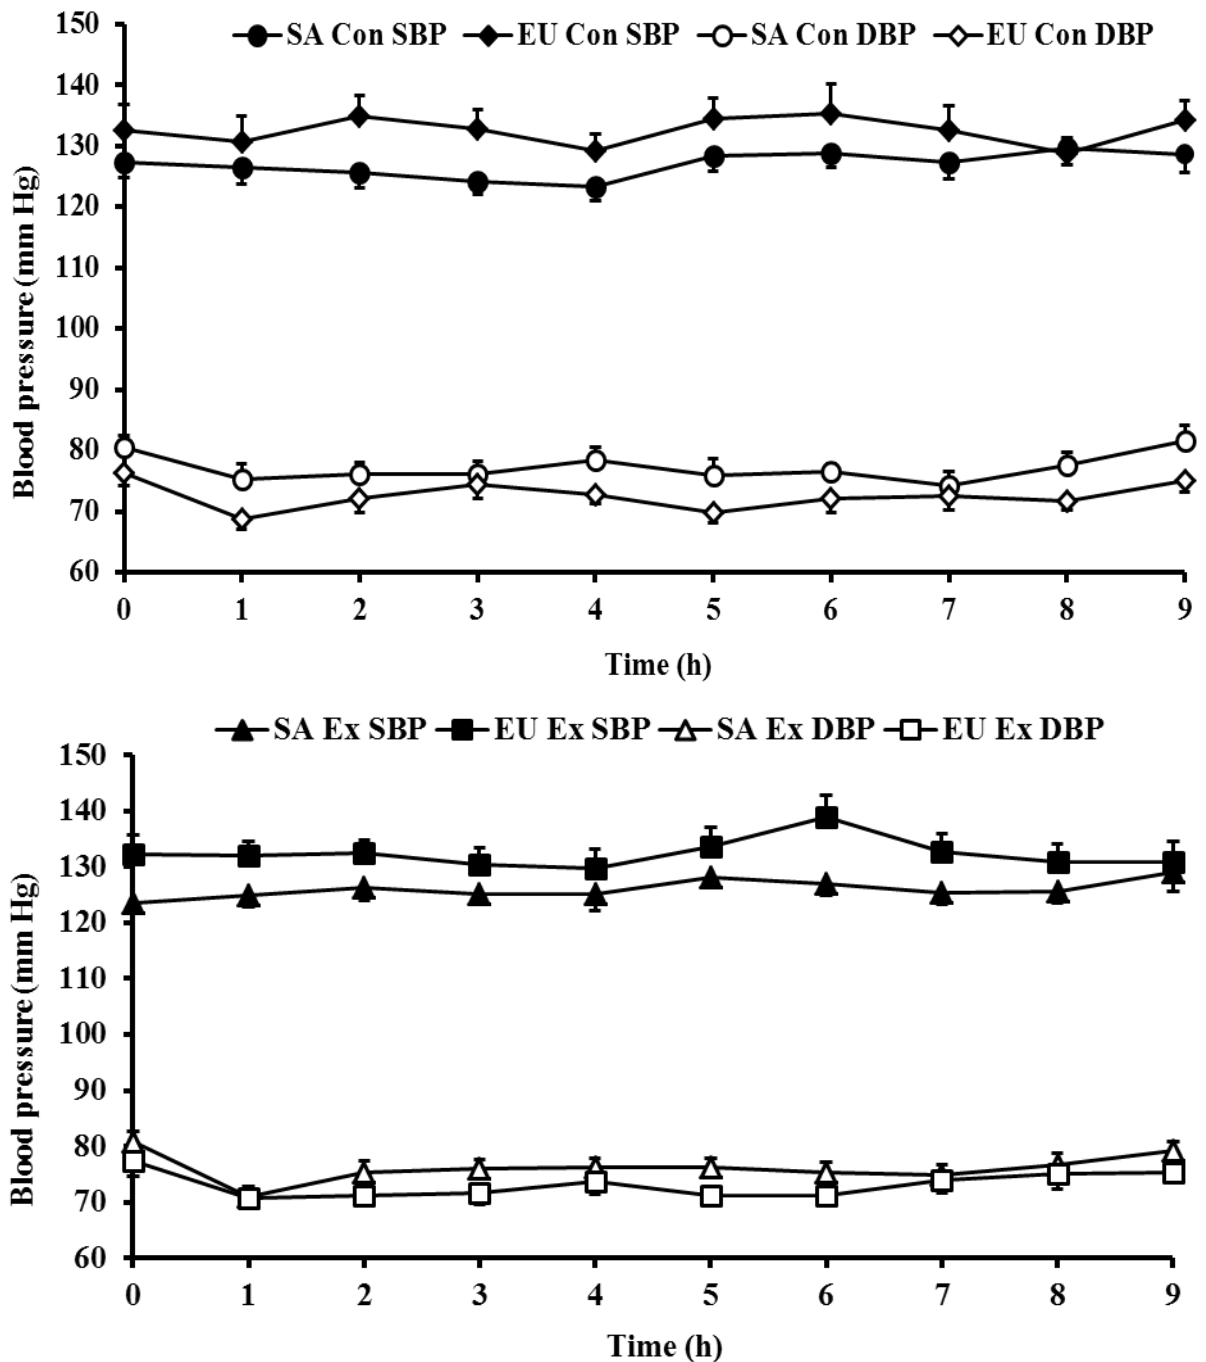 SA Con SBP EU Con SBP SA Con DBP EU Con DBP
150
140
130
120
110
100
90
80
70
60
Blood pressure (mm Hg)
0 1 2 3 4 5 6 7 8 9
Time (h)
SA Ex SBP EU Ex SBP SA Ex DBP EU Ex DBP
150
140
130
120
110
100
90
80
70
60
Blood pressure (mm Hg)
0 1 2 3 4 5 6 7 8 9
Time (h)